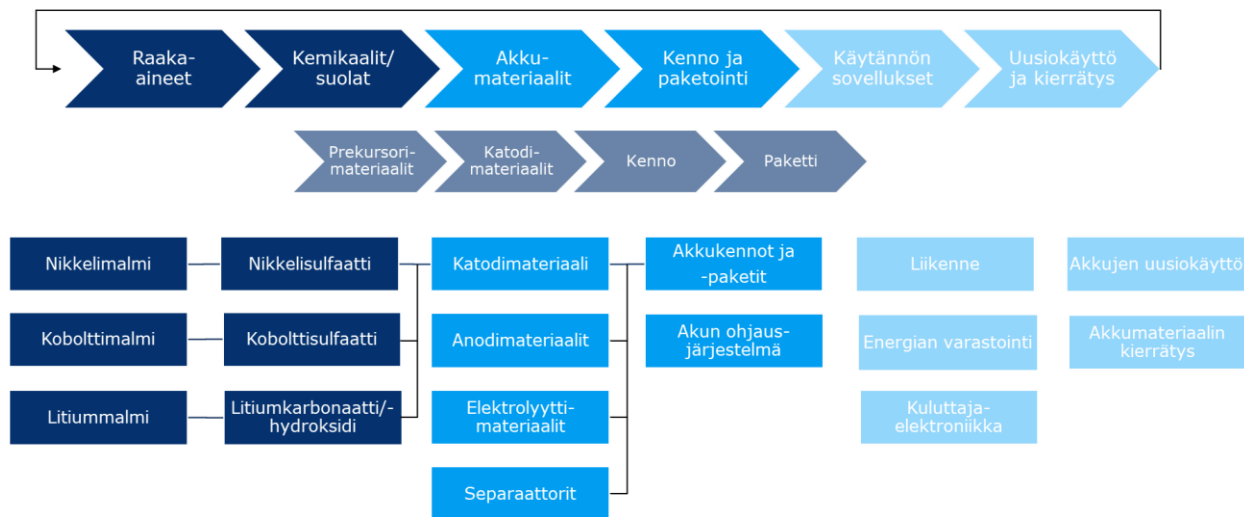 Raaka-
aineet
Kemikaalit/
suolat
Akku-
materiaalit
Kenno ja
paketointi
Käytännön
sovellukset
Uusiokäyttö
ja kierrätys
Prekursori-
materiaalit
Katodi-
materiaalit
Kenno
Paketti
Nikkelimalmi
Nikkelisulfaatti
Katodimateriaali
Akkukennot ja
-paketit
Liikenne
Akkujen uusiokäyttö
Kobolttimalmi
Kobolttisulfaatti
Anodimateriaalit
Akun ohjaus-
järjestelmä
Energian varastointi
Akkumateriaalin
kierrätys
Litiummalmi
Litiumkarbonaatti/-
hydroksidi
Elektrolyytti-
materiaalit
Kuluttaja-
elektroniikka
Separaattorit